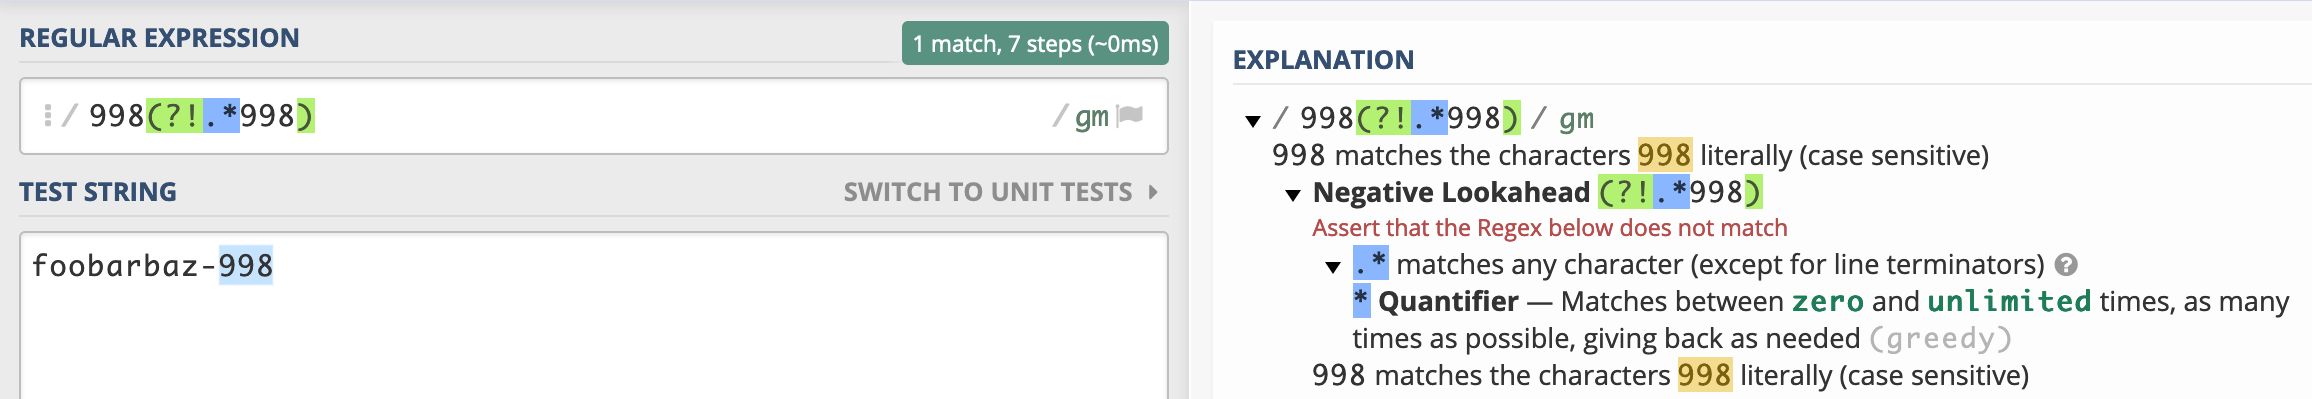 REGULAR EXPRESSION
1 match, 7 steps (~0ms)
/ 998(?!.*998) / gm
TEST STRING
SWITCH TO UNIT TESTS
foobarbaz-998
EXPLANATION
/ 998(?!.*998) / gm
998 matches the characters 998 literally (case sensitive)
Negative Lookahead (?!.*998)
Assert that the Regex below does not match
.* matches any character (except for line terminators) ?
* Quantifier — Matches between zero and unlimited times, as many
times as possible, giving back as needed (greedy)
998 matches the characters 998 literally (case sensitive)